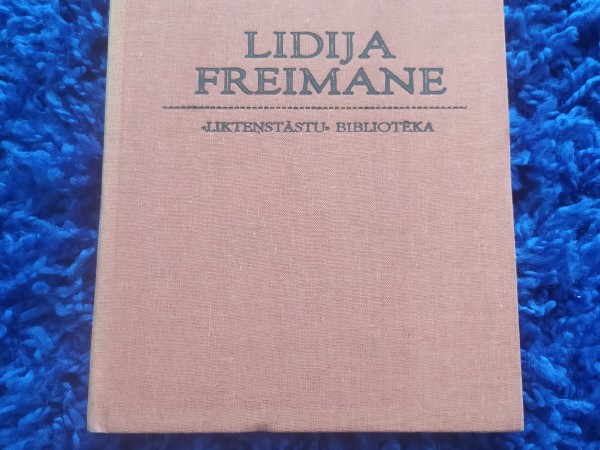 LIDIJA
FREIMANE
«LIKTEŅSTĀSTU» BIBLIOTĒKA